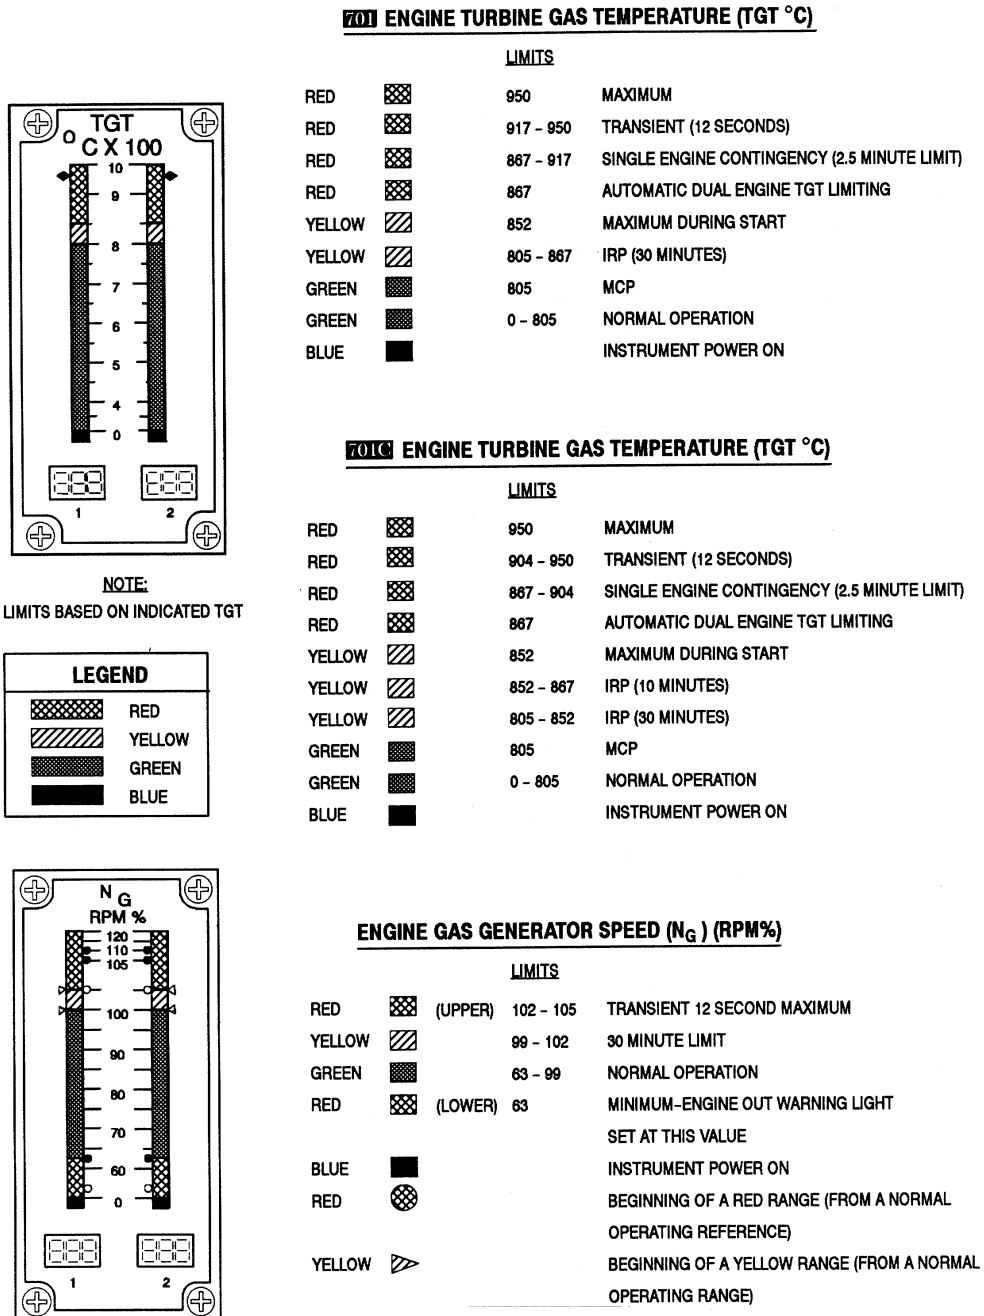 701 ENGINE TURBINE GAS TEMPERATURE (TGT °C)
LIMITS
RED 950 MAXIMUM
RED 917 – 950 TRANSIENT (12 SECONDS)
RED 867 – 917 SINGLE ENGINE CONTINGENCY (2.5 MINUTE LIMIT)
RED 867 AUTOMATIC DUAL ENGINE TGT LIMITING
YELLOW 852 MAXIMUM DURING START
YELLOW 805 – 867 IRP (30 MINUTES)
GREEN 805 MCP
GREEN 0 – 805 NORMAL OPERATION
BLUE INSTRUMENT POWER ON
TGT
°C X 100
10
9
8
7
6
5
4
0
1 2
NOTE:
LIMITS BASED ON INDICATED TGT
LEGEND
RED
YELLOW
GREEN
BLUE
701C ENGINE TURBINE GAS TEMPERATURE (TGT °C)
LIMITS
RED 950 MAXIMUM
RED 904 – 950 TRANSIENT (12 SECONDS)
RED 867 – 904 SINGLE ENGINE CONTINGENCY (2.5 MINUTE LIMIT)
RED 867 AUTOMATIC DUAL ENGINE TGT LIMITING
YELLOW 852 MAXIMUM DURING START
YELLOW 852 – 867 IRP (10 MINUTES)
YELLOW 805 – 852 IRP (30 MINUTES)
GREEN 805 MCP
GREEN 0 – 805 NORMAL OPERATION
BLUE INSTRUMENT POWER ON
NG
RPM %
120
110
105
100
90
80
70
60
0
1 2
ENGINE GAS GENERATOR SPEED (NG ) (RPM%)
LIMITS
RED (UPPER) 102 – 105 TRANSIENT 12 SECOND MAXIMUM
YELLOW 99 – 102 30 MINUTE LIMIT
GREEN 63 – 99 NORMAL OPERATION
RED (LOWER) 63 MINIMUM–ENGINE OUT WARNING LIGHT
SET AT THIS VALUE
BLUE INSTRUMENT POWER ON
RED BEGINNING OF A RED RANGE (FROM A NORMAL
OPERATING REFERENCE)
YELLOW BEGINNING OF A YELLOW RANGE (FROM A NORMAL
OPERATING RANGE)